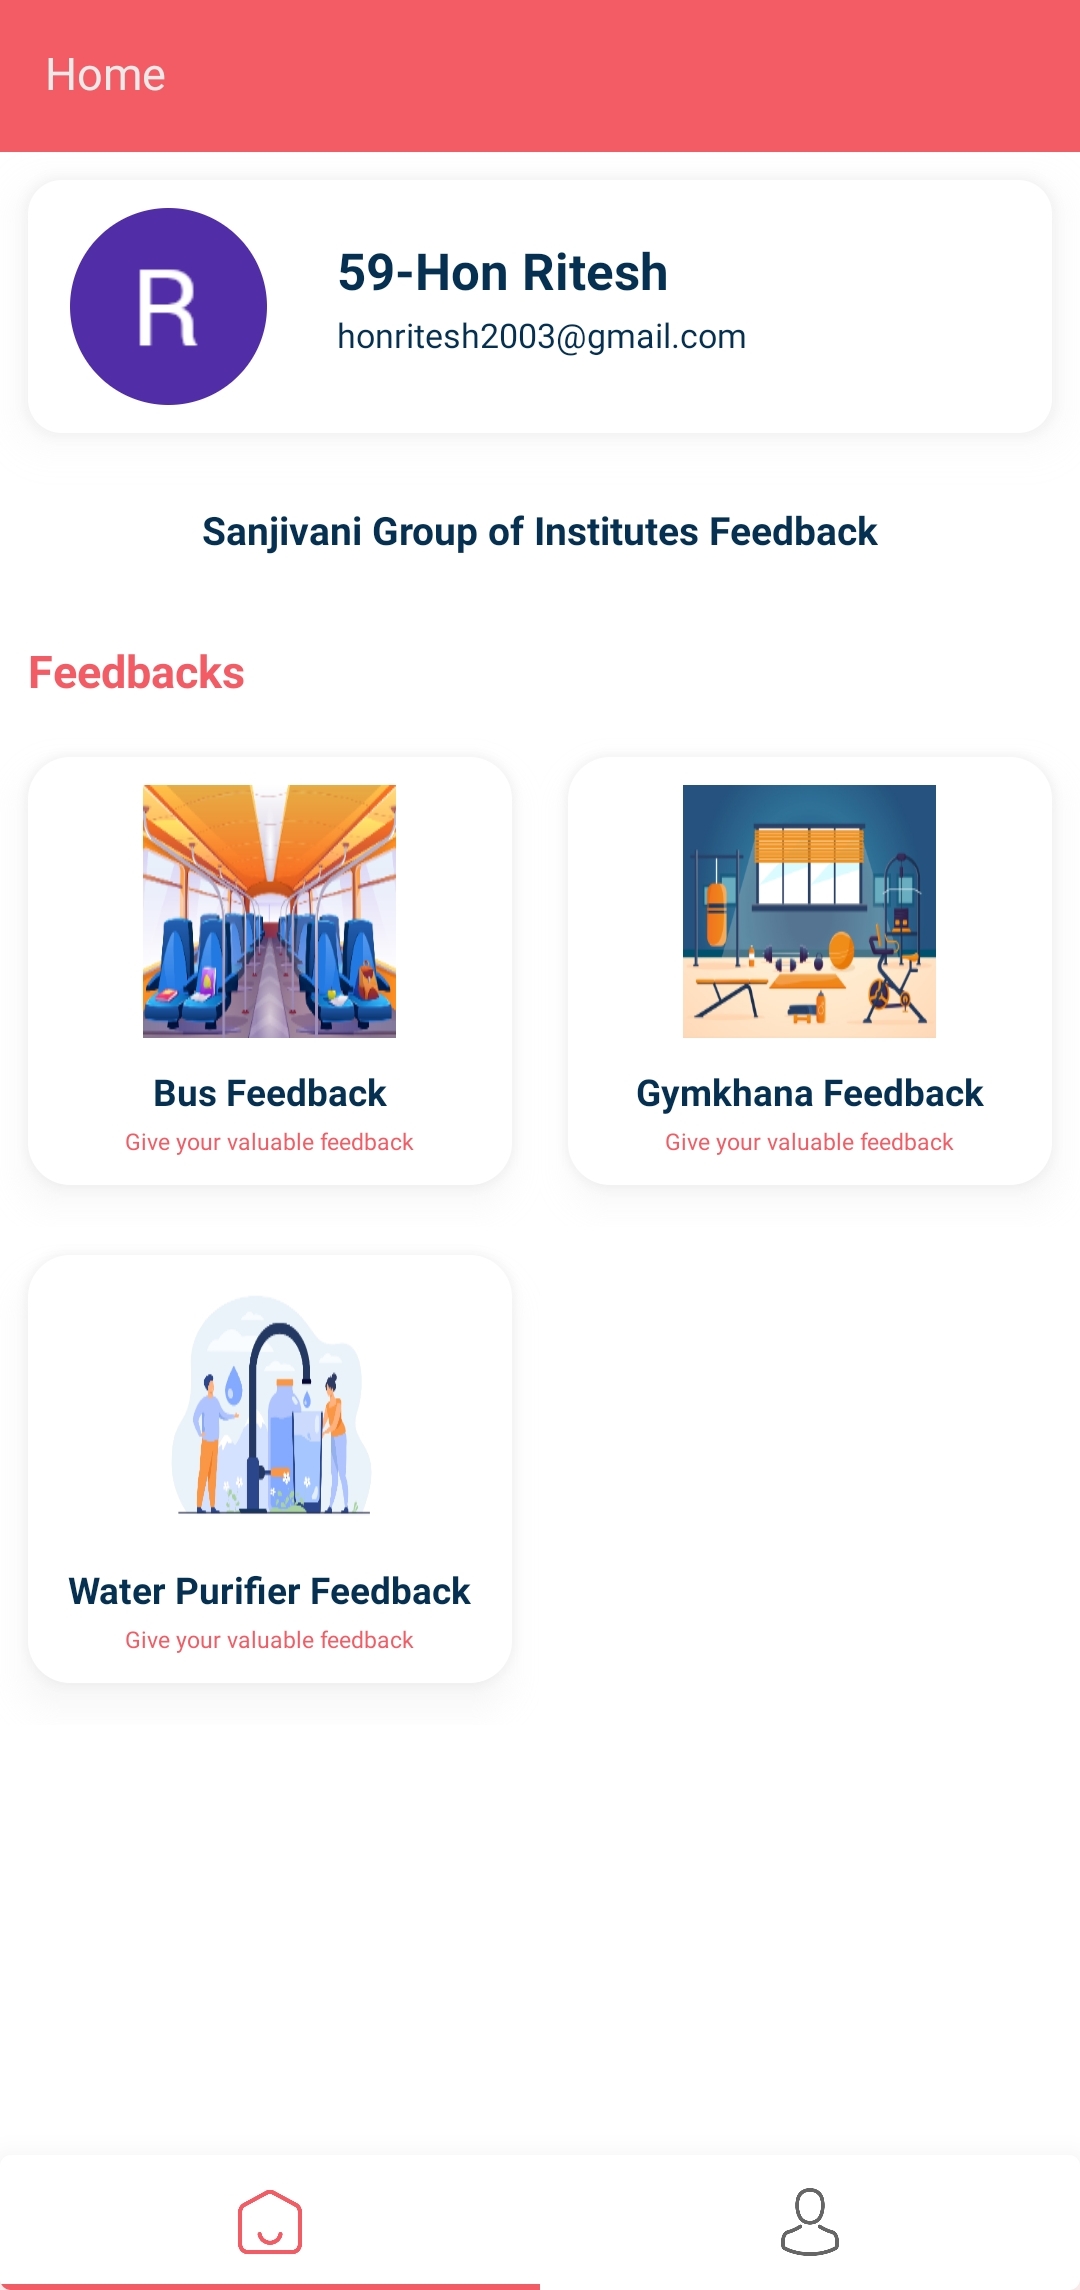 Home
R
59-Hon Ritesh
honritesh2003@gmail.com
Sanjivani Group of Institutes Feedback
Feedbacks
Bus Feedback
Give your valuable feedback
Gymkhana Feedback
Give your valuable feedback
Water Purifier Feedback
Give your valuable feedback